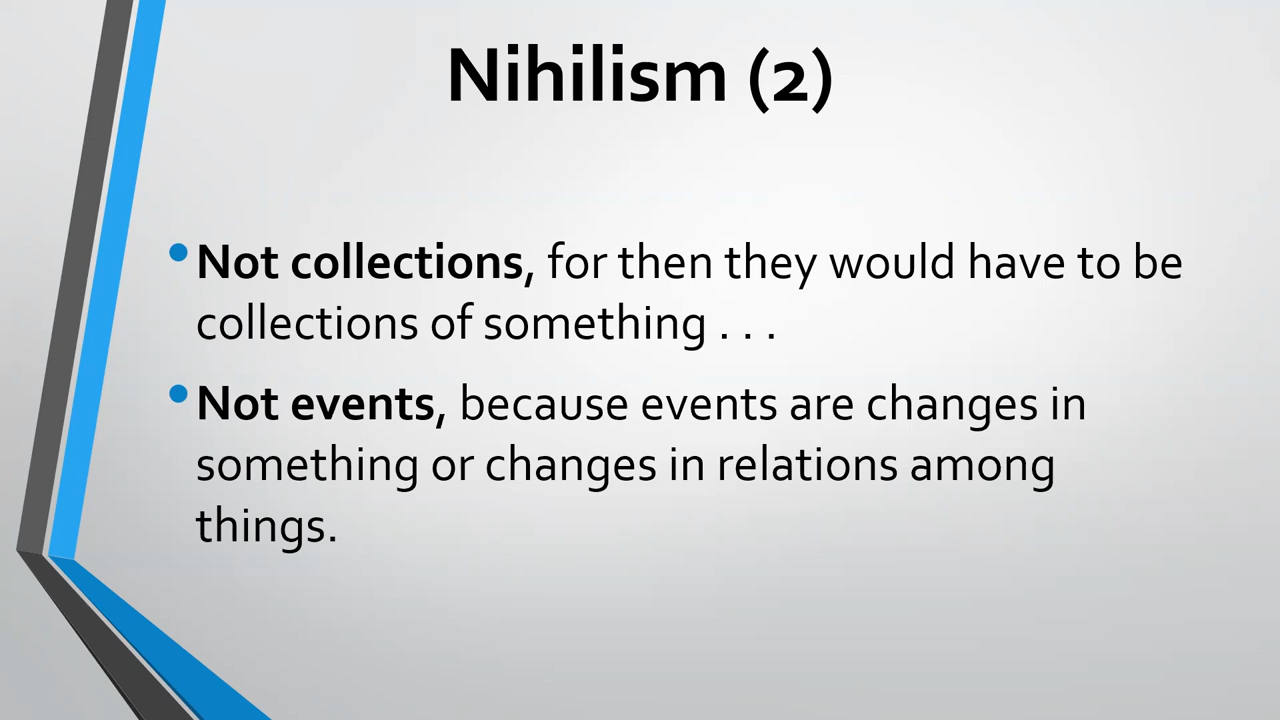 Nihilism (2)
• Not collections, for then they would have to be
collections of something . . .
• Not events, because events are changes in
something or changes in relations among
things.